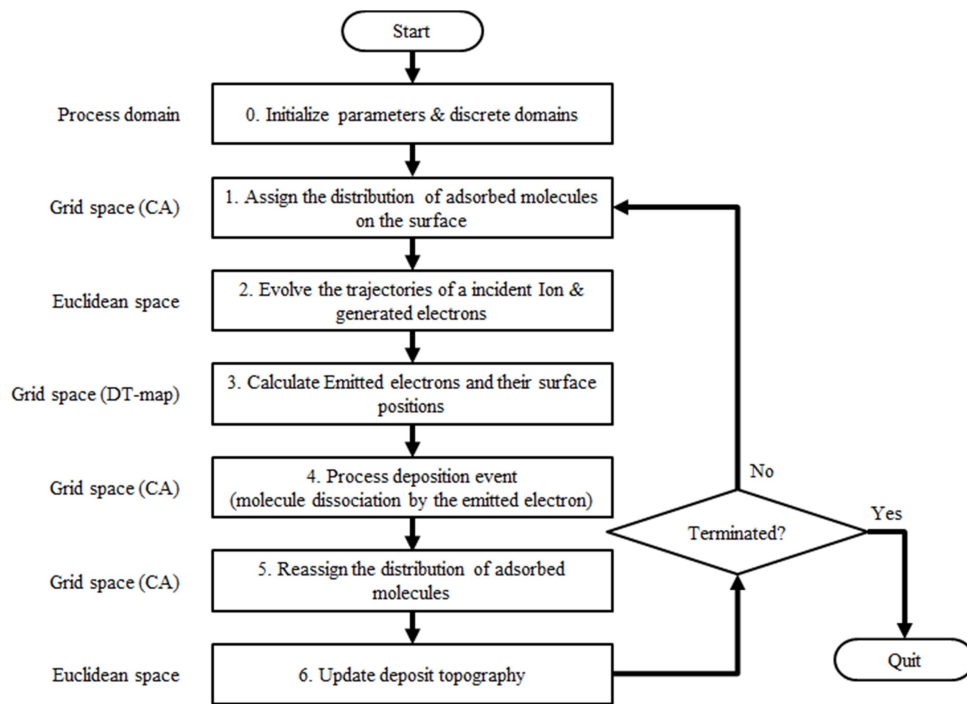 Start
Process domain
0. Initialize parameters & discrete domains
Grid space (CA)
1. Assign the distribution of adsorbed molecules
on the surface
Euclidean space
2. Evolve the trajectories of a incident Ion &
generated electrons
Grid space (DT-map)
3. Calculate Emitted electrons and their surface
positions
Grid space (CA)
4. Process deposition event
(molecule dissociation by the emitted electron)
No
Yes
Terminated?
Grid space (CA)
5. Reassign the distribution of adsorbed
molecules
Euclidean space
6. Update deposit topography
Quit